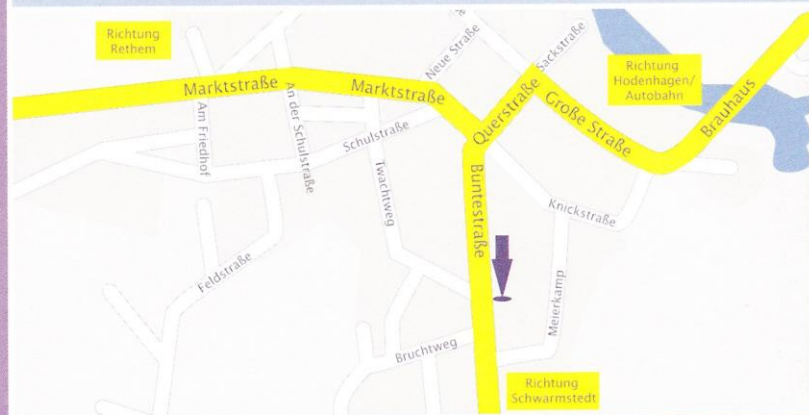 Richtung
Rethem
Neue Straße
Sackstraße
Richtung
Hodenhagen/
Autobahn
Marktstraße
Marktstraße
Am Friedhof
An der Schulstraße
Schulstraße
Querstraße
Große Straße
Brauhaus
Twachtweg
Buntestraße
Knickstraße
Feldstraße
Meierkamp
Bruchtweg
Richtung
Schwarmstedt